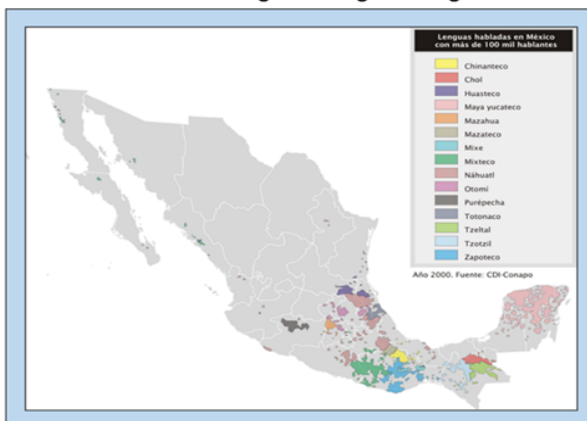 Lenguas habladas en México
con más de 100 mil hablantes
Chinanteco
Chol
Huasteco
Maya yucateco
Mazahua
Mazateco
Mixe
Mixteco
Náhuatl
Otomí
Purépecha
Totonaco
Tzeltal
Tzotzil
Zapoteco
Año 2000. Fuente: CDI-Conapo